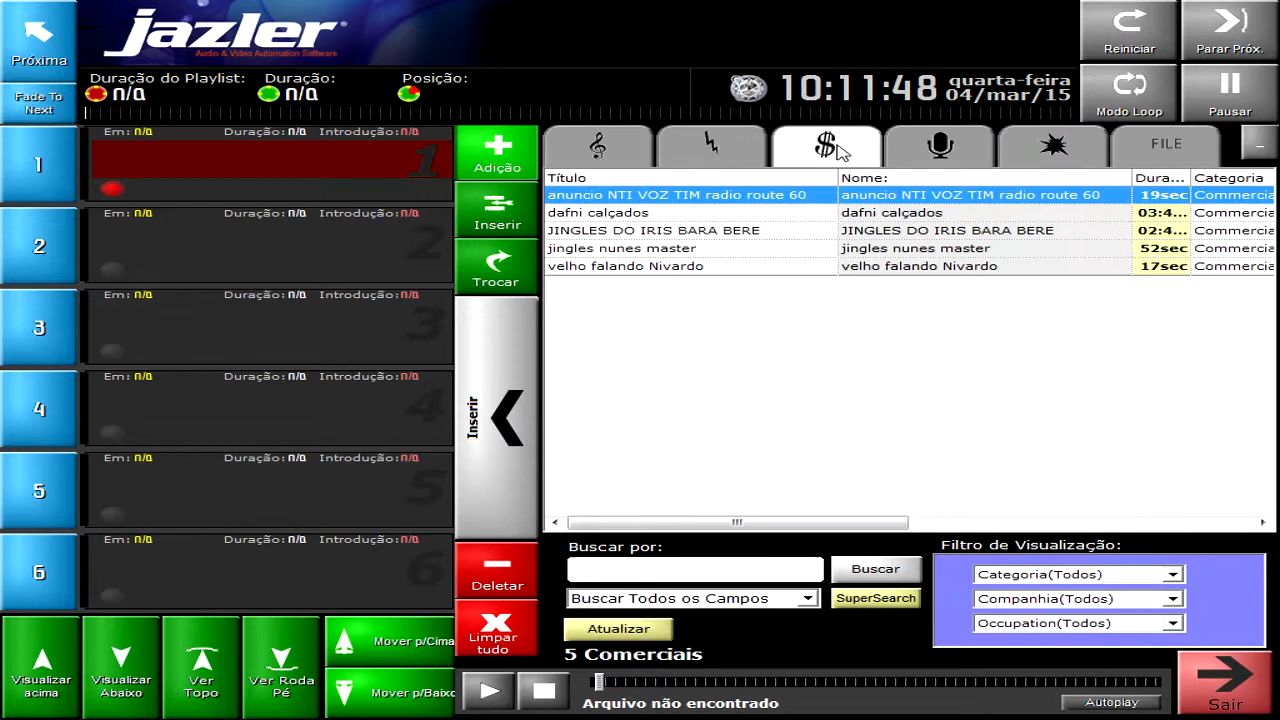 Próxima
Fade To
Next
jazler
Audio & Video Automation Software
Duração do Playlist:
n/a
Duração:
n/a
Posição:
10:11:48
quarta-feira
04/mar/15
Reiniciar
Parar Próx.
Modo Loop
Pausar
1
Em: n/a Duração: n/a Introdução: n/a
1
2
Em: n/a Duração: n/a Introdução: n/a
2
3
Em: n/a Duração: n/a Introdução: n/a
3
4
Em: n/a Duração: n/a Introdução: n/a
4
5
Em: n/a Duração: n/a Introdução: n/a
5
6
Em: n/a Duração: n/a Introdução: n/a
6
Adição
Inserir
Trocar
Inserir
Deletar
Limpar
tudo
$
FILE
Título Nome: Dura... Categoria
anuncio NTI VOZ TIM radio route 60 anuncio NTI VOZ TIM radio route 60 19sec Commercia
dafni calçados dafni calçados 03:4... Commercia
JINGLES DO IRIS BARA BERE JINGLES DO IRIS BARA BERE 02:4... Commercia
jingles nunes master jingles nunes master 52sec Commercia
velho falando Nivardo velho falando Nivardo 17sec Commercia
Buscar por:
Buscar
Buscar Todos os Campos
SuperSearch
Atualizar
5 Comerciais
Filtro de Visualização:
Categoria(Todos)
Companhia(Todos)
Occupation(Todos)
Visualizar
acima
Visualizar
Abaixo
Ver
Topo
Ver Roda
Pé
Mover p/Cima
Mover p/Baixo
Arquivo não encontrado
Autoplay
Sair